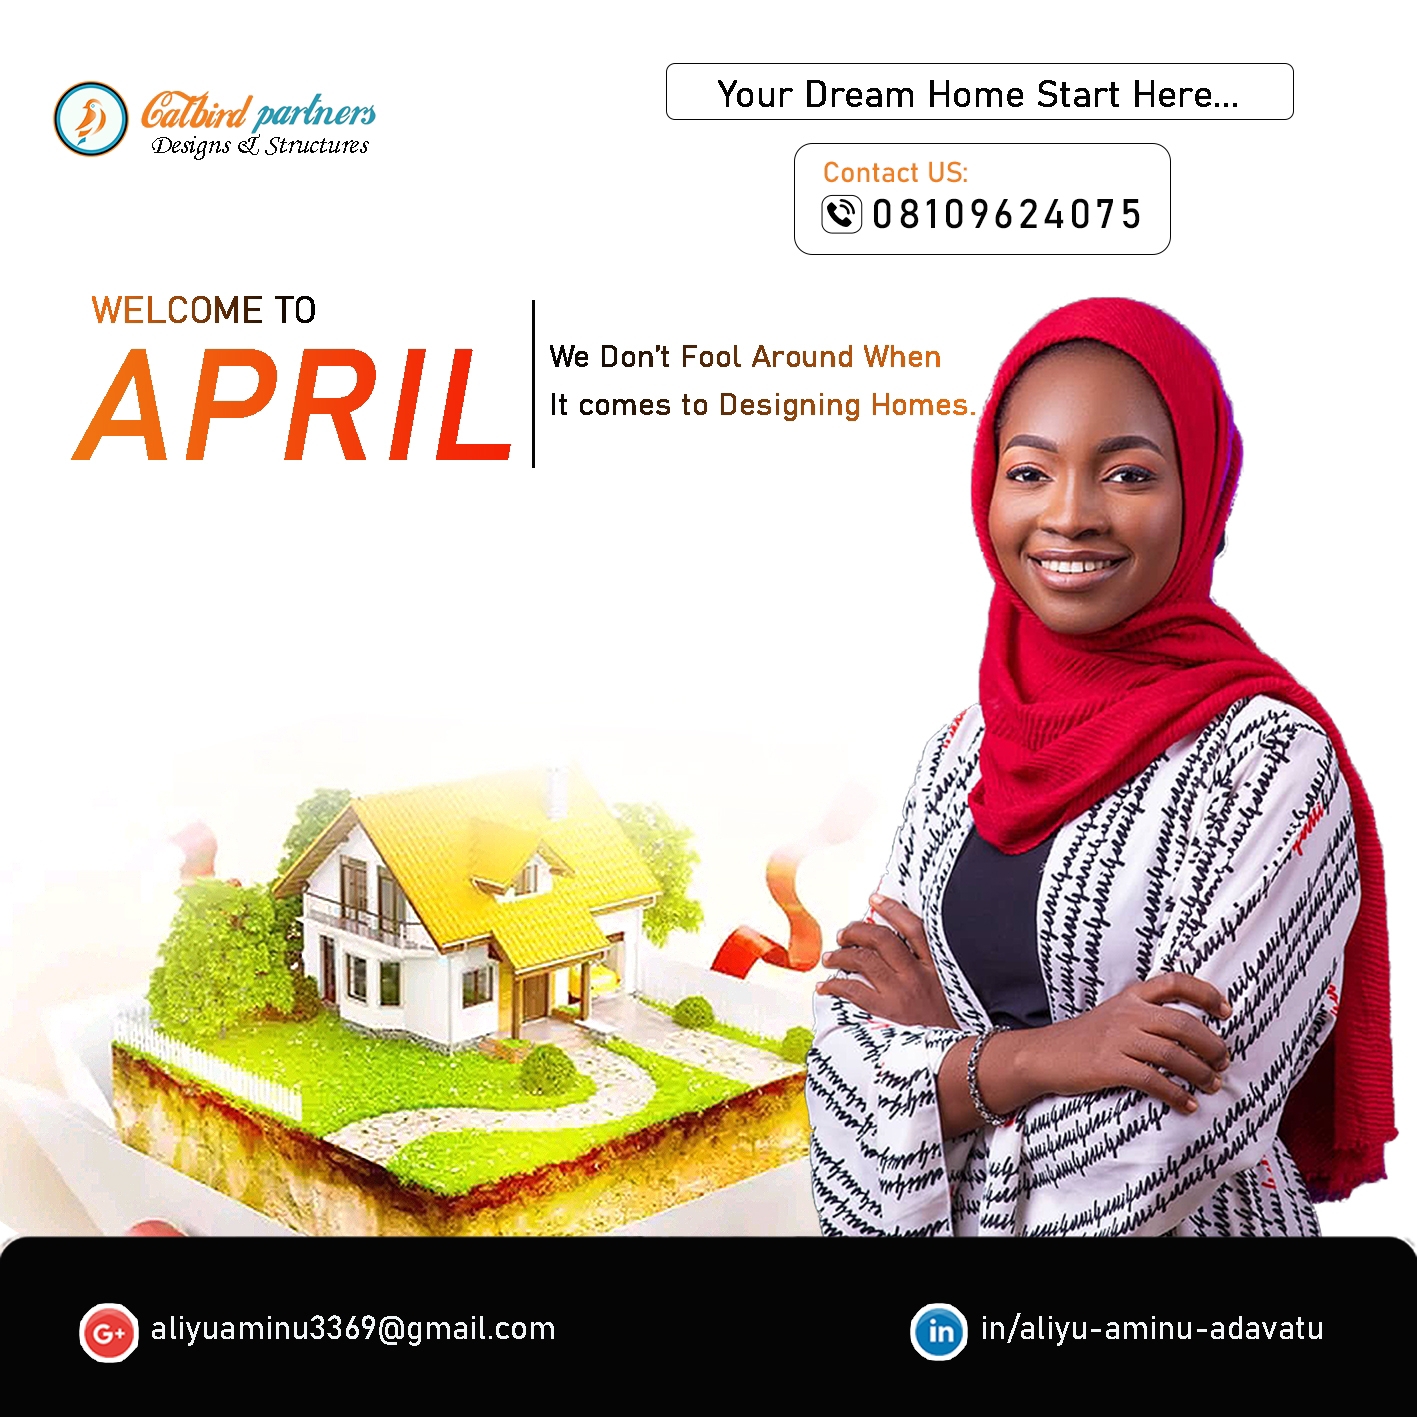 Catbird partners
Designs & Structures
Your Dream Home Start Here...
Contact US:
08109624075
WELCOME TO
APRIL
We Don't Fool Around When
It comes to Designing Homes.
G+ aliyuaminu3369@gmail.com
in in/aliyu-aminu-adavatu